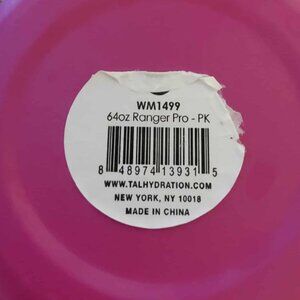 WM1499
64oz Ranger Pro - PK
8 48974 13931 5
WWW.TALHYDRATION.COM
NEW YORK, NY 10018
MADE IN CHINA